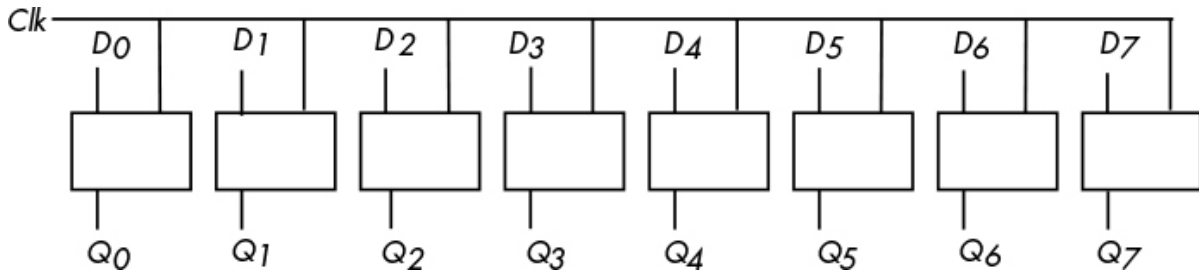 Clk
D0 D1 D2 D3 D4 D5 D6 D7
Q0 Q1 Q2 Q3 Q4 Q5 Q6 Q7